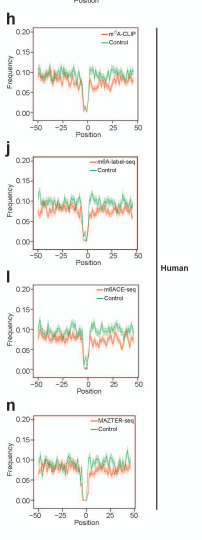 Position
h
m⁶A-CLIP
Control
Frequency
0.20
0.15
0.10
0.05
0.00
−50 −25 0 25 50
Position
j
m6A-label-seq
Control
Frequency
0.20
0.15
0.10
0.05
0.00
−50 −25 0 25 50
Position
Human
l
m6ACE-seq
Control
Frequency
0.20
0.15
0.10
0.05
0.00
−50 −25 0 25 50
Position
n
MAZTER-seq
Control
Frequency
0.20
0.15
0.10
0.05
0.00
−50 −25 0 25 50
Position